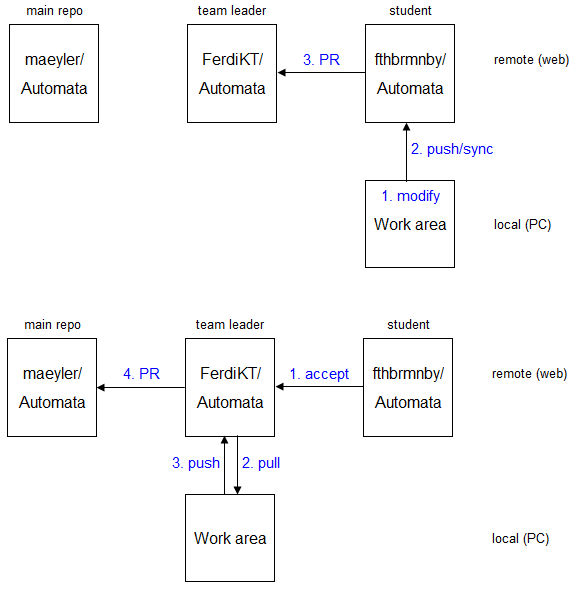 main repo
team leader
student
maeyler/
Automata
FerdiKT/
Automata
3. PR
fthbrmnby/
Automata
remote (web)
2. push/sync
1. modify
Work area
local (PC)
main repo
team leader
student
maeyler/
Automata
4. PR
FerdiKT/
Automata
1. accept
fthbrmnby/
Automata
remote (web)
3. push
2. pull
Work area
local (PC)